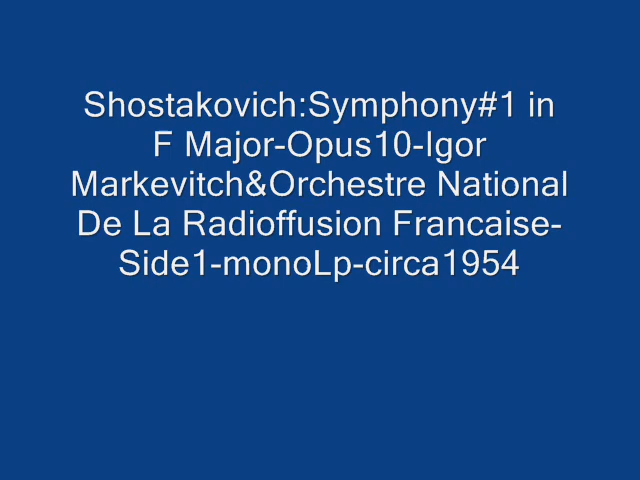 Shostakovich:Symphony#1 in
F Major-Opus10-Igor
Markevitch&Orchestre National
De La Radioffusion Francaise-
Side1-monoLp-circa1954